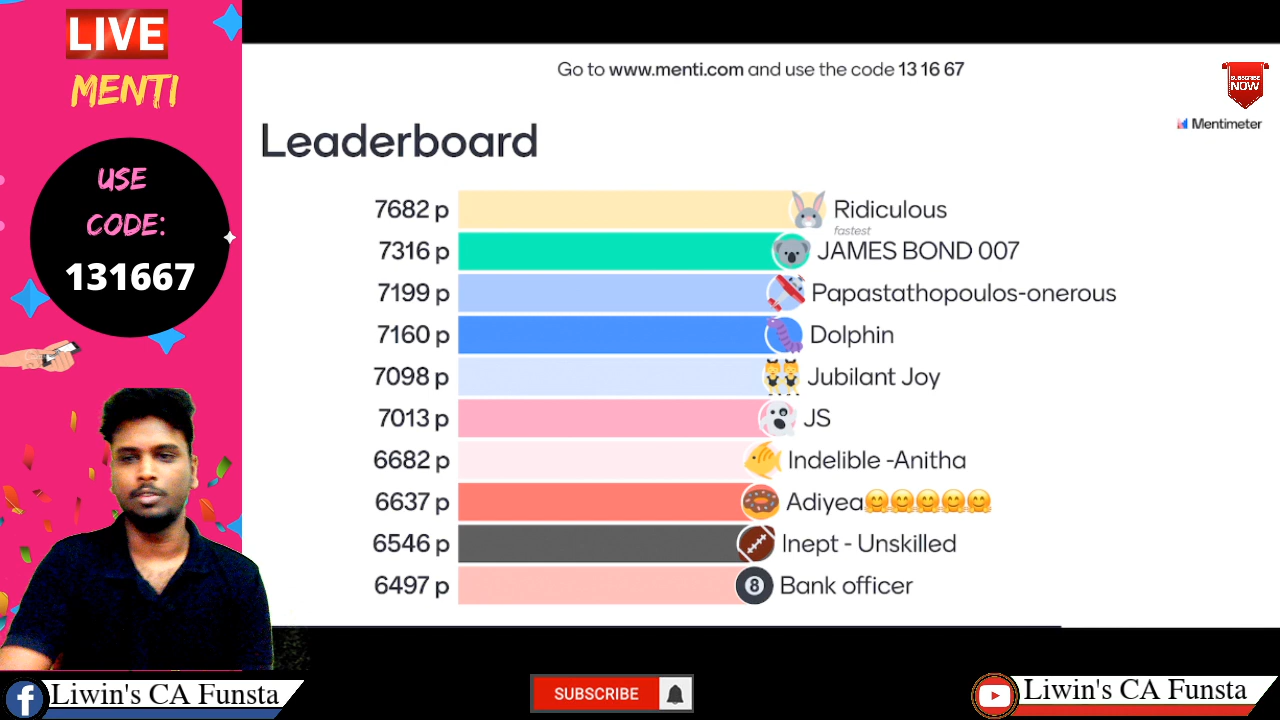 LIVE
MENTI
USE
CODE:
131667
Go to www.menti.com and use the code 13 16 67
SUBSCRIBE
NOW
Mentimeter
Leaderboard
7682 p Ridiculous
fastest
7316 p JAMES BOND 007
7199 p Papastathopoulos-onerous
7160 p Dolphin
7098 p Jubilant Joy
7013 p JS
6682 p Indelible -Anitha
6637 p Adiyea🤗🤗🤗🤗🤗
6546 p Inept - Unskilled
6497 p 8 Bank officer
f Liwin's CA Funsta
SUBSCRIBE
Liwin's CA Funsta